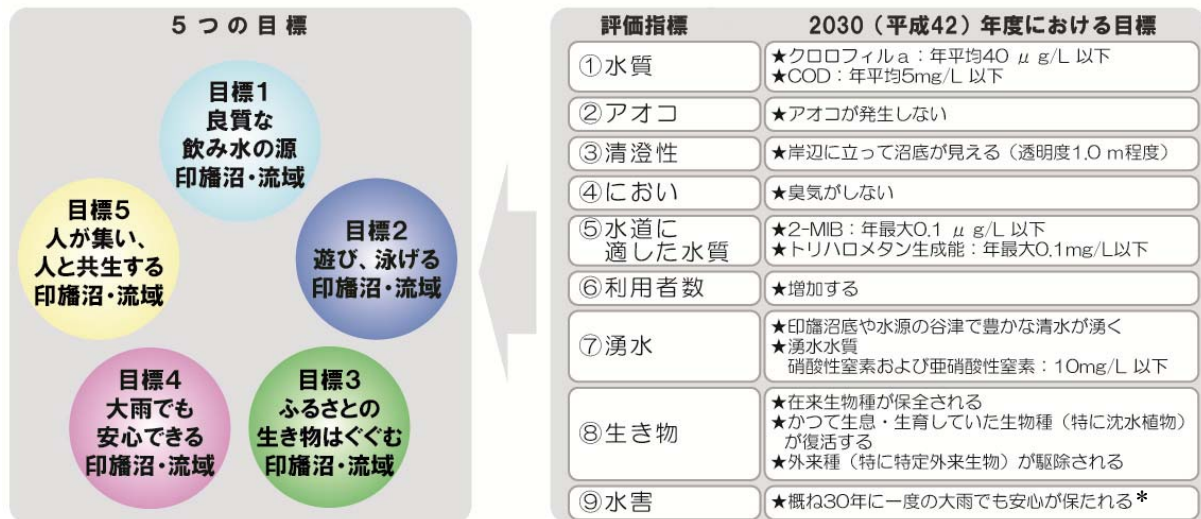 5つの目標
目標1
良質な
飲み水の源
印旛沼・流域
目標2
遊び、泳げる
印旛沼・流域
目標3
ふるさとの
生き物はぐくむ
印旛沼・流域
目標4
大雨でも
安心できる
印旛沼・流域
目標5
人が集い、
人と共生する
印旛沼・流域
評価指標 2030(平成42)年度における目標
①水質
★クロロフィルa:年平均40 μg/L 以下
★COD:年平均5mg/L 以下
②アオコ
★アオコが発生しない
③清澄性
★岸辺に立って沼底が見える(透明度1.0 m程度)
④におい
★臭気がしない
⑤水道に
適した水質
★2-MIB:年最大0.1 μg/L 以下
★トリハロメタン生成能:年最大0.1mg/L以下
⑥利用者数
★増加する
⑦湧水
★印旛沼底や水源の谷津で豊かな清水が湧く
★湧水水質
硝酸性窒素および亜硝酸性窒素:10mg/L 以下
⑧生き物
★在来生物種が保全される
★かつて生息・生育していた生物種(特に沈水植物)
が復活する
★外来種(特に特定外来生物)が駆除される
⑨水害
★概ね30年に一度の大雨でも安心が保たれる*